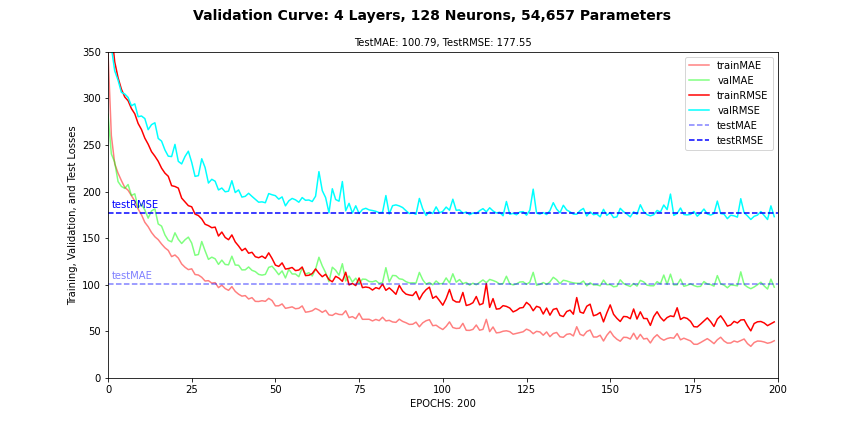 Validation Curve: 4 Layers, 128 Neurons, 54,657 Parameters
TestMAE: 100.79, TestRMSE: 177.55
350
300
250
200
150
100
50
0
Training, Validation, and Test Losses
testRMSE
testMAE
trainMAE
valMAE
trainRMSE
valRMSE
testMAE
testRMSE
0 25 50 75 100 125 150 175 200
EPOCHS: 200